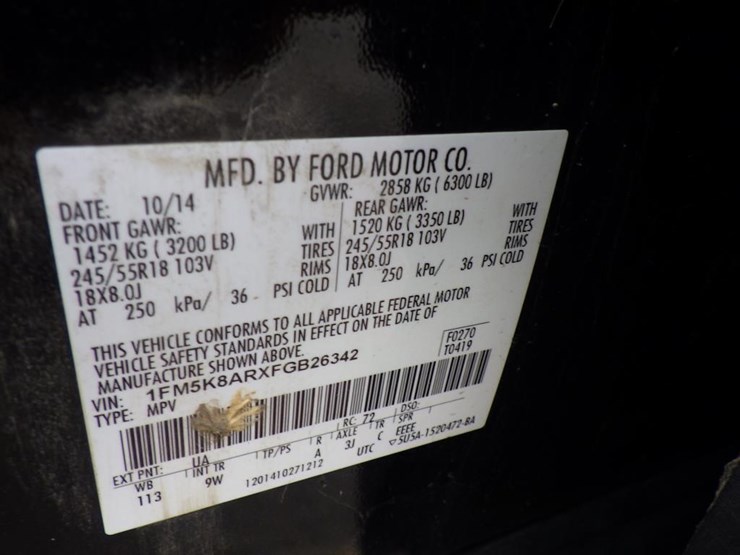 MFD. BY FORD MOTOR CO.
DATE: 10/14 GVWR: 2858 KG ( 6300 LB)
FRONT GAWR: REAR GAWR:
1452 KG ( 3200 LB) WITH 1520 KG ( 3350 LB) WITH
245/55R18 103V TIRES 245/55R18 103V TIRES
18X8.0J RIMS 18X8.0J RIMS
AT 250 kPa/ 36 PSI COLD AT 250 kPa/ 36 PSI COLD
THIS VEHICLE CONFORMS TO ALL APPLICABLE FEDERAL MOTOR
VEHICLE SAFETY STANDARDS IN EFFECT ON THE DATE OF
MANUFACTURE SHOWN ABOVE.
F0270
T0419
VIN: 1FM5K8ARXFGB26342
TYPE: MPV
EXT PNT: UA RC: 72 DSO:
WB INT TR TP/PS R AXLE TR SPR
113 9W A 3J C EEEE
1201410271212 UTC 5U5A-1520472-BA